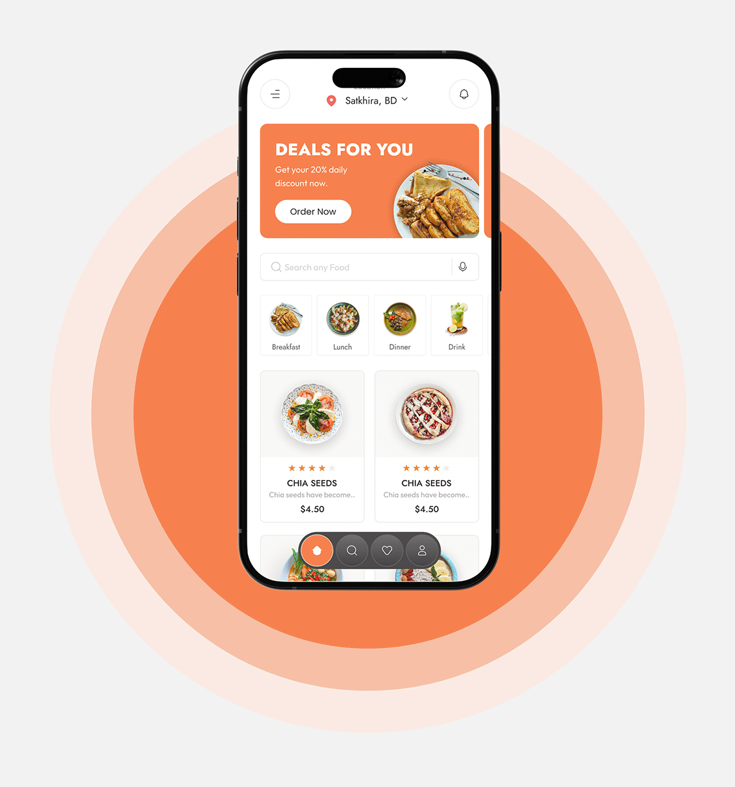 Satkhira, BD
DEALS FOR YOU
Get your 20% daily
discount now.
Order Now
Search any Food
Breakfast
Lunch
Dinner
Drink
CHIA SEEDS
Chia seeds have become..
$4.50
CHIA SEEDS
Chia seeds have become..
$4.50